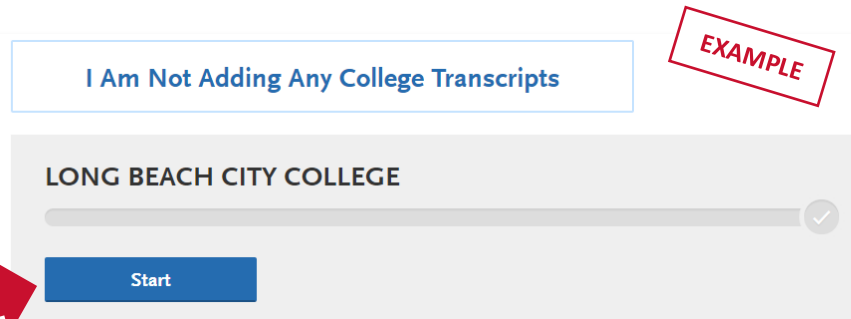 EXAMPLE
I Am Not Adding Any College Transcripts
LONG BEACH CITY COLLEGE
Start